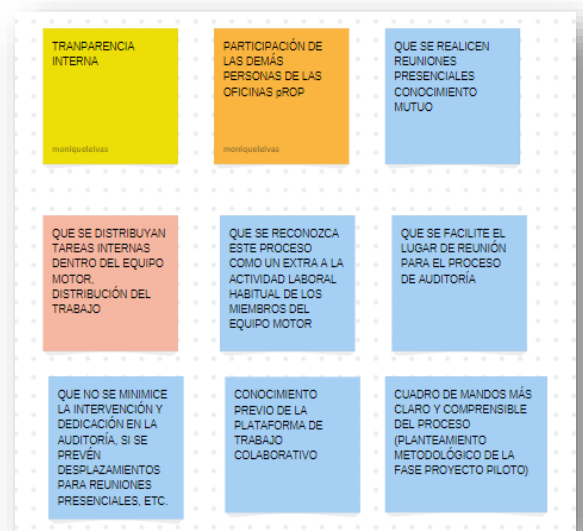 TRANPARENCIA
INTERNA
moniqueleivas
PARTICIPACIÓN DE
LAS DEMÁS
PERSONAS DE LAS
OFICINAS pROP
moniqueleivas
QUE SE REALICEN
REUNIONES
PRESENCIALES
CONOCIMIENTO
MUTUO
QUE SE DISTRIBUYAN
TAREAS INTERNAS
DENTRO DEL EQUIPO
MOTOR,
DISTRIBUCIÓN DEL
TRABAJO
QUE SE RECONOZCA
ESTE PROCESO
COMO UN EXTRA A LA
ACTIVIDAD LABORAL
HABITUAL DE LOS
MIEMBROS DEL
EQUIPO MOTOR
QUE SE FACILITE EL
LUGAR DE REUNIÓN
PARA EL PROCESO
DE AUDITORÍA
QUE NO SE MINIMICE
LA INTERVENCIÓN Y
DEDICACIÓN EN LA
AUDITORÍA, SI SE
PREVÉN
DESPLAZAMIENTOS
PARA REUNIONES
PRESENCIALES, ETC.
CONOCIMIENTO
PREVIO DE LA
PLATAFORMA DE
TRABAJO
COLABORATIVO
CUADRO DE MANDOS MÁS
CLARO Y COMPRENSIBLE
DEL PROCESO
(PLANTEAMIENTO
METODOLÓGICO DE LA
FASE PROYECTO PILOTO)